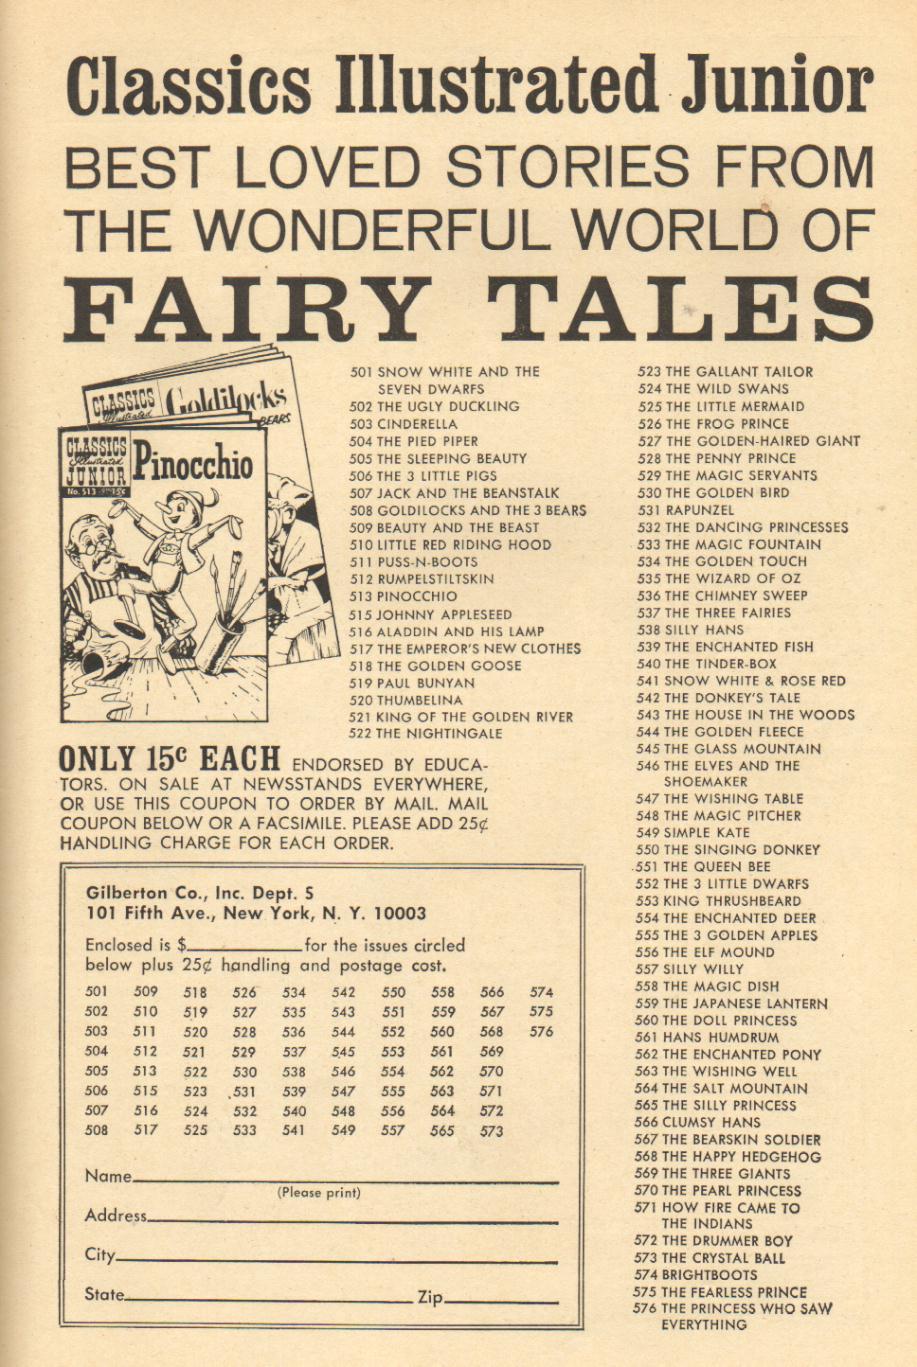 Classics Illustrated Junior
BEST LOVED STORIES FROM
THE WONDERFUL WORLD OF
FAIRY TALES
CLASSICS
Illustrated
Goldilocks
BEARS
CLASSICS
Illustrated
JUNIOR
No. 513 15¢
Pinocchio
501 SNOW WHITE AND THE
SEVEN DWARFS
502 THE UGLY DUCKLING
503 CINDERELLA
504 THE PIED PIPER
505 THE SLEEPING BEAUTY
506 THE 3 LITTLE PIGS
507 JACK AND THE BEANSTALK
508 GOLDILOCKS AND THE 3 BEARS
509 BEAUTY AND THE BEAST
510 LITTLE RED RIDING HOOD
511 PUSS-N-BOOTS
512 RUMPELSTILTSKIN
513 PINOCCHIO
515 JOHNNY APPLESEED
516 ALADDIN AND HIS LAMP
517 THE EMPEROR'S NEW CLOTHES
518 THE GOLDEN GOOSE
519 PAUL BUNYAN
520 THUMBELINA
521 KING OF THE GOLDEN RIVER
522 THE NIGHTINGALE
523 THE GALLANT TAILOR
524 THE WILD SWANS
525 THE LITTLE MERMAID
526 THE FROG PRINCE
527 THE GOLDEN-HAIRED GIANT
528 THE PENNY PRINCE
529 THE MAGIC SERVANTS
530 THE GOLDEN BIRD
531 RAPUNZEL
532 THE DANCING PRINCESSES
533 THE MAGIC FOUNTAIN
534 THE GOLDEN TOUCH
535 THE WIZARD OF OZ
536 THE CHIMNEY SWEEP
537 THE THREE FAIRIES
538 SILLY HANS
539 THE ENCHANTED FISH
540 THE TINDER-BOX
541 SNOW WHITE & ROSE RED
542 THE DONKEY'S TALE
543 THE HOUSE IN THE WOODS
544 THE GOLDEN FLEECE
545 THE GLASS MOUNTAIN
546 THE ELVES AND THE
SHOEMAKER
547 THE WISHING TABLE
548 THE MAGIC PITCHER
549 SIMPLE KATE
550 THE SINGING DONKEY
551 THE QUEEN BEE
552 THE 3 LITTLE DWARFS
553 KING THRUSHBEARD
554 THE ENCHANTED DEER
555 THE 3 GOLDEN APPLES
556 THE ELF MOUND
557 SILLY WILLY
558 THE MAGIC DISH
559 THE JAPANESE LANTERN
560 THE DOLL PRINCESS
561 HANS HUMDRUM
562 THE ENCHANTED PONY
563 THE WISHING WELL
564 THE SALT MOUNTAIN
565 THE SILLY PRINCESS
566 CLUMSY HANS
567 THE BEARSKIN SOLDIER
568 THE HAPPY HEDGEHOG
569 THE THREE GIANTS
570 THE PEARL PRINCESS
571 HOW FIRE CAME TO
THE INDIANS
572 THE DRUMMER BOY
573 THE CRYSTAL BALL
574 BRIGHTBOOTS
575 THE FEARLESS PRINCE
576 THE PRINCESS WHO SAW
EVERYTHING
ONLY 15¢ EACH ENDORSED BY EDUCA-
TORS. ON SALE AT NEWSSTANDS EVERYWHERE,
OR USE THIS COUPON TO ORDER BY MAIL. MAIL
COUPON BELOW OR A FACSIMILE. PLEASE ADD 25¢
HANDLING CHARGE FOR EACH ORDER.
Gilberton Co., Inc. Dept. S
101 Fifth Ave., New York, N. Y. 10003
Enclosed is $____________for the issues circled
below plus 25¢ handling and postage cost.
501 509 518 526 534 542 550 558 566 574
502 510 519 527 535 543 551 559 567 575
503 511 520 528 536 544 552 560 568 576
504 512 521 529 537 545 553 561 569
505 513 522 530 538 546 554 562 570
506 515 523 531 539 547 555 563 571
507 516 524 532 540 548 556 564 572
508 517 525 533 541 549 557 565 573
Name
(Please print)
Address
City
State Zip